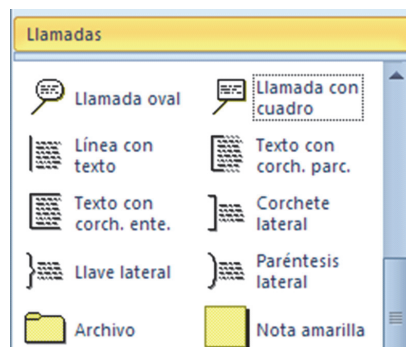 Llamadas
Llamada oval
Llamada con
cuadro
Línea con
texto
Texto con
corch. parc.
Texto con
corch. ente.
Corchete
lateral
Llave lateral
Paréntesis
lateral
Archivo
Nota amarilla